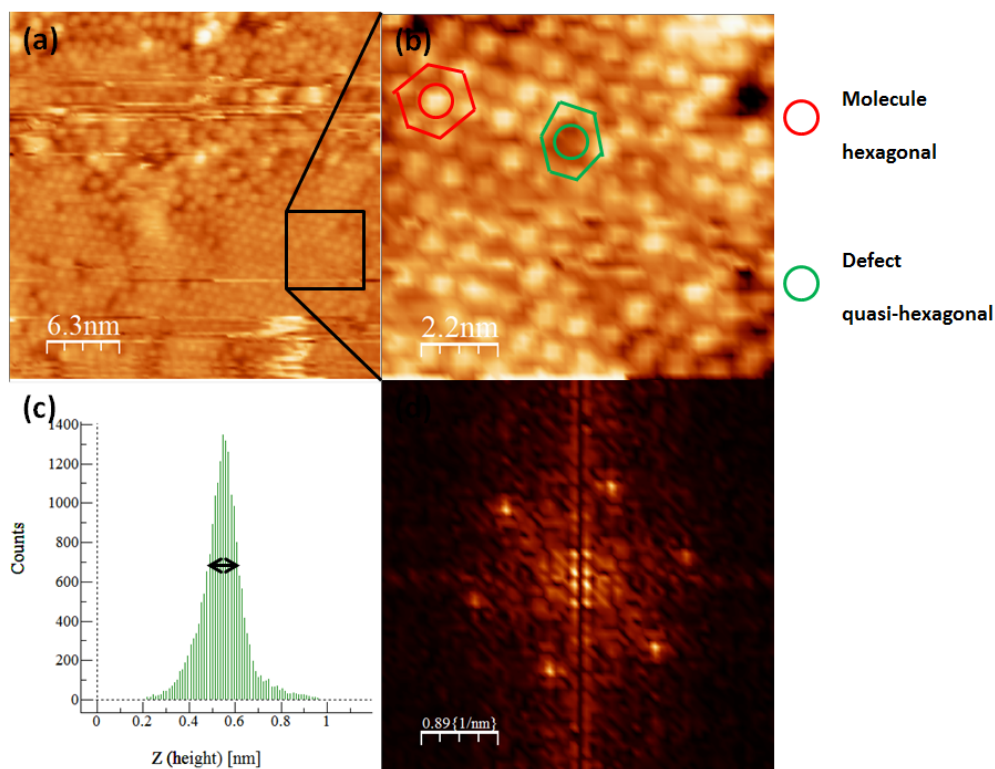 (a)
6.3nm
(b)
2.2nm
Molecule
hexagonal
Defect
quasi-hexagonal
(c)
1400
1200
1000
800
600
400
200
0
Counts
0
0.2
0.4
0.6
0.8
1
Z (height) [nm]
(d)
0.89{1/nm}